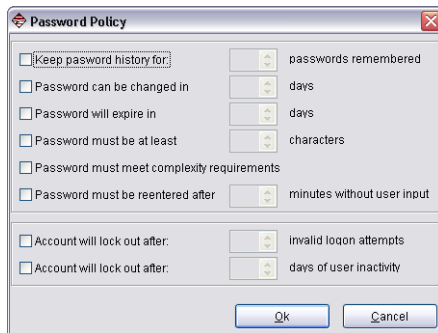 Password Policy
Keep pasword history for: passwords remembered
Password can be changed in days
Password will expire in days
Password must be at least characters
Password must meet complexity requirements
Password must be reentered after minutes without user input
Account will lock out after: invalid logon attempts
Account will lock out after: days of user inactivity
Ok Cancel